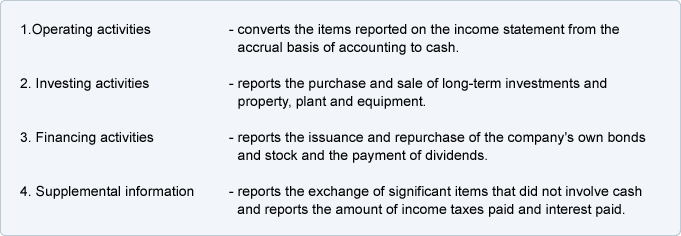 1.Operating activities - converts the items reported on the income statement from the
accrual basis of accounting to cash.
2. Investing activities - reports the purchase and sale of long-term investments and
property, plant and equipment.
3. Financing activities - reports the issuance and repurchase of the company's own bonds
and stock and the payment of dividends.
4. Supplemental information - reports the exchange of significant items that did not involve cash
and reports the amount of income taxes paid and interest paid.